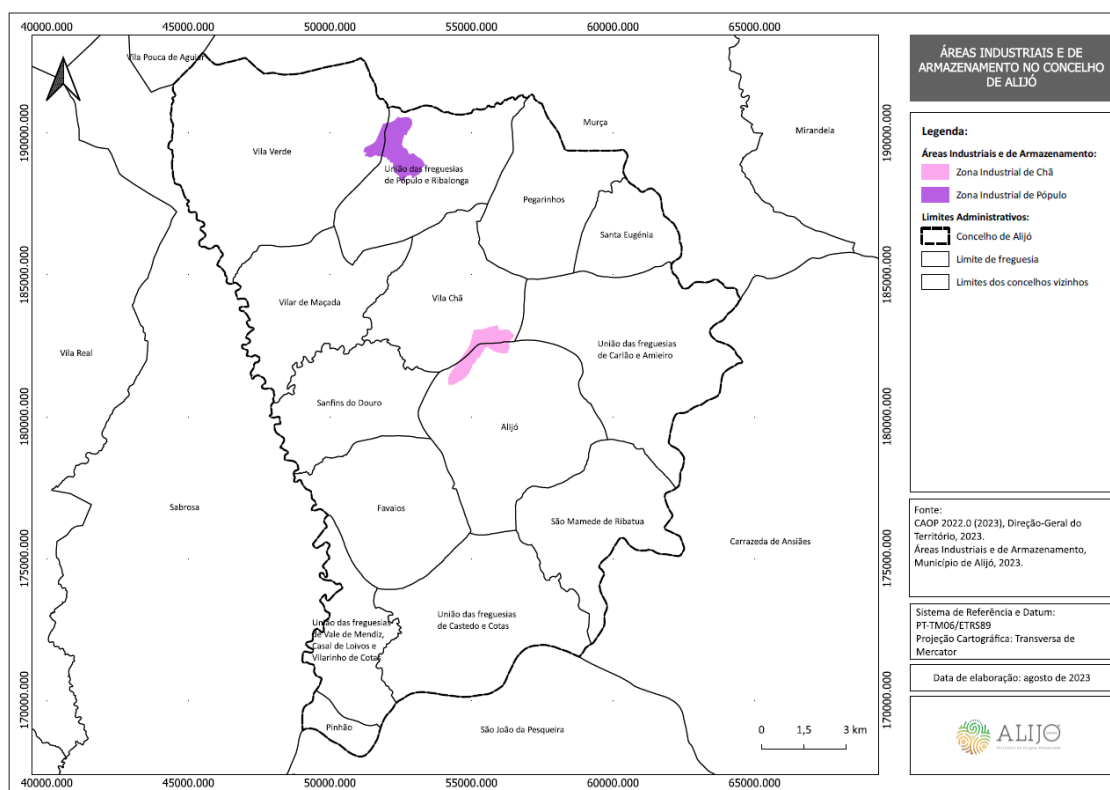 40000.000 45000.000 50000.000 55000.000 60000.000 65000.000
190000.000
185000.000
180000.000
175000.000
170000.000
Vila Pouca de Aguiar
Murça
Mirandela
Vila Verde
União das freguesias
de Pópulo e Ribalonga
Pegarinhos
Santa Eugénia
Vilar de Maçada
Vila Chã
Vila Real
União das freguesias
de Carlão e Amieiro
Sanfins do Douro
Alijó
Sabrosa
Favaios
São Mamede de Ribatua
Carrazeda de Ansiães
União das freguesias
de Vale de Mendiz,
Casal de Loivos e
Vilarinho de Cotas
União das freguesias
de Castedo e Cotas
Pinhão
São João da Pesqueira
0 1,5 3 km
190000.000
185000.000
180000.000
175000.000
170000.000
40000.000 45000.000 50000.000 55000.000 60000.000 65000.000
ÁREAS INDUSTRIAIS E DE
ARMAZENAMENTO NO CONCELHO
DE ALIJÓ
Legenda:
Áreas Industriais e de Armazenamento:
Zona Industrial de Chã
Zona Industrial de Pópulo
Limites Administrativos:
Concelho de Alijó
Limite de freguesia
Limites dos concelhos vizinhos
Fonte:
CAOP 2022.0 (2023), Direção-Geral do
Território, 2023.
Áreas Industriais e de Armazenamento,
Município de Alijó, 2023.
Sistema de Referência e Datum:
PT-TM06/ETRS89
Projeção Cartográfica: Transversa de
Mercator
Data de elaboração: agosto de 2023
ALIJÓ